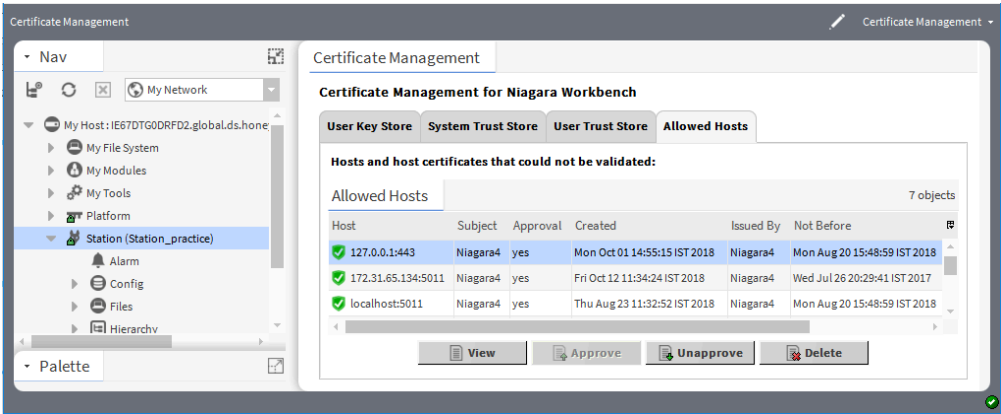 Certificate Management
Certificate Management
Nav
My Network
My Host : IE67DTG0DRFD2.global.ds.hone
My File System
My Modules
My Tools
Platform
Station (Station_practice)
Alarm
Config
Files
Hierarchy
Palette
Certificate Management
Certificate Management for Niagara Workbench
User Key Store System Trust Store User Trust Store Allowed Hosts
Hosts and host certificates that could not be validated:
Allowed Hosts 7 objects
Host Subject Approval Created Issued By Not Before
127.0.0.1:443 Niagara4 yes Mon Oct 01 14:55:15 IST 2018 Niagara4 Mon Aug 20 15:48:59 IST 2018
172.31.65.134:5011 Niagara4 yes Fri Oct 12 11:34:24 IST 2018 Niagara4 Wed Jul 26 20:29:41 IST 2017
localhost:5011 Niagara4 yes Thu Aug 23 11:32:52 IST 2018 Niagara4 Mon Aug 20 15:48:59 IST 2018
View Approve Unapprove Delete